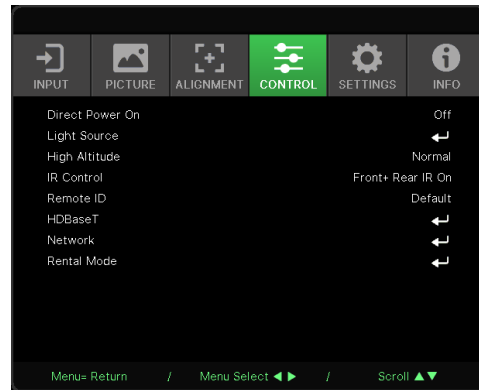 INPUT PICTURE ALIGNMENT CONTROL SETTINGS INFO
Direct Power On Off
Light Source
High Altitude Normal
IR Control Front+ Rear IR On
Remote ID Default
HDBaseT
Network
Rental Mode
Menu= Return / Menu Select ◀ ▶ / Scroll ▲▼